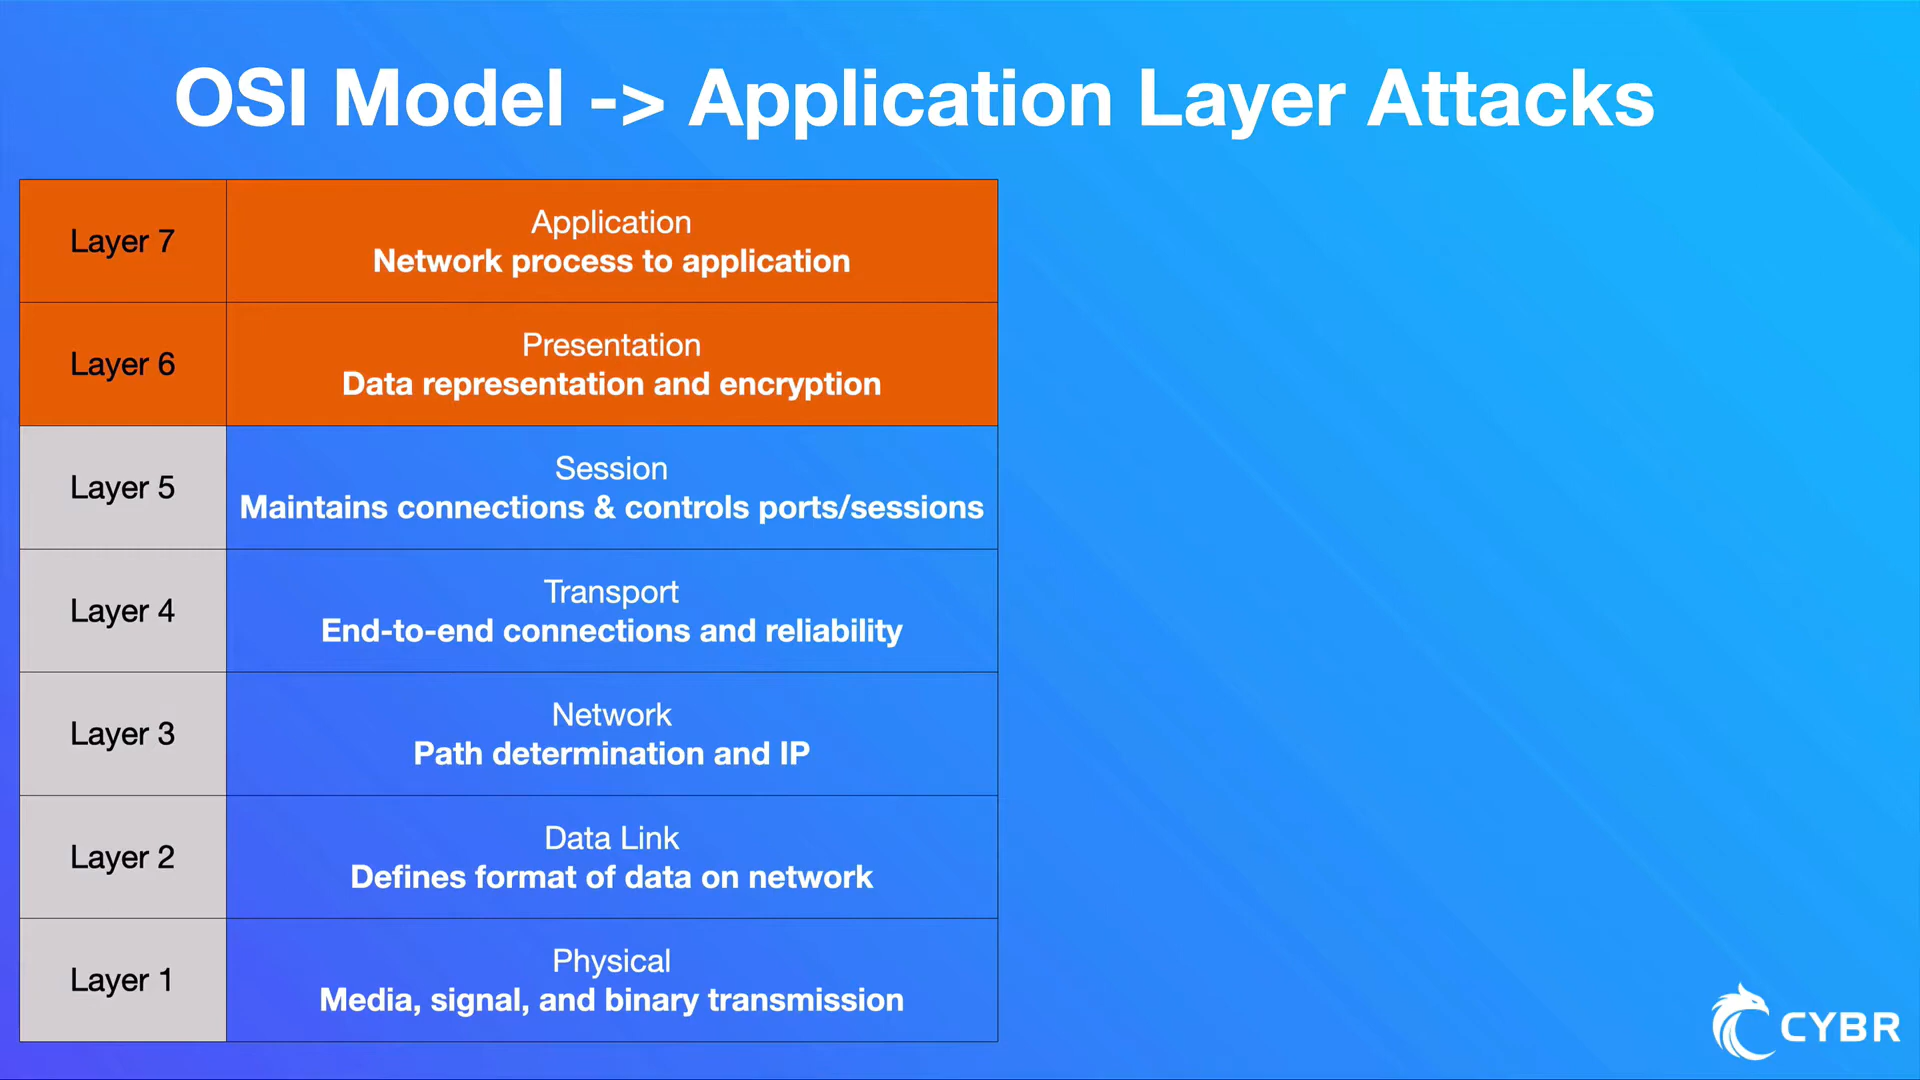 OSI Model -> Application Layer Attacks
Layer 7
Application
Network process to application
Layer 6
Presentation
Data representation and encryption
Layer 5
Session
Maintains connections & controls ports/sessions
Layer 4
Transport
End-to-end connections and reliability
Layer 3
Network
Path determination and IP
Layer 2
Data Link
Defines format of data on network
Layer 1
Physical
Media, signal, and binary transmission
CYBR